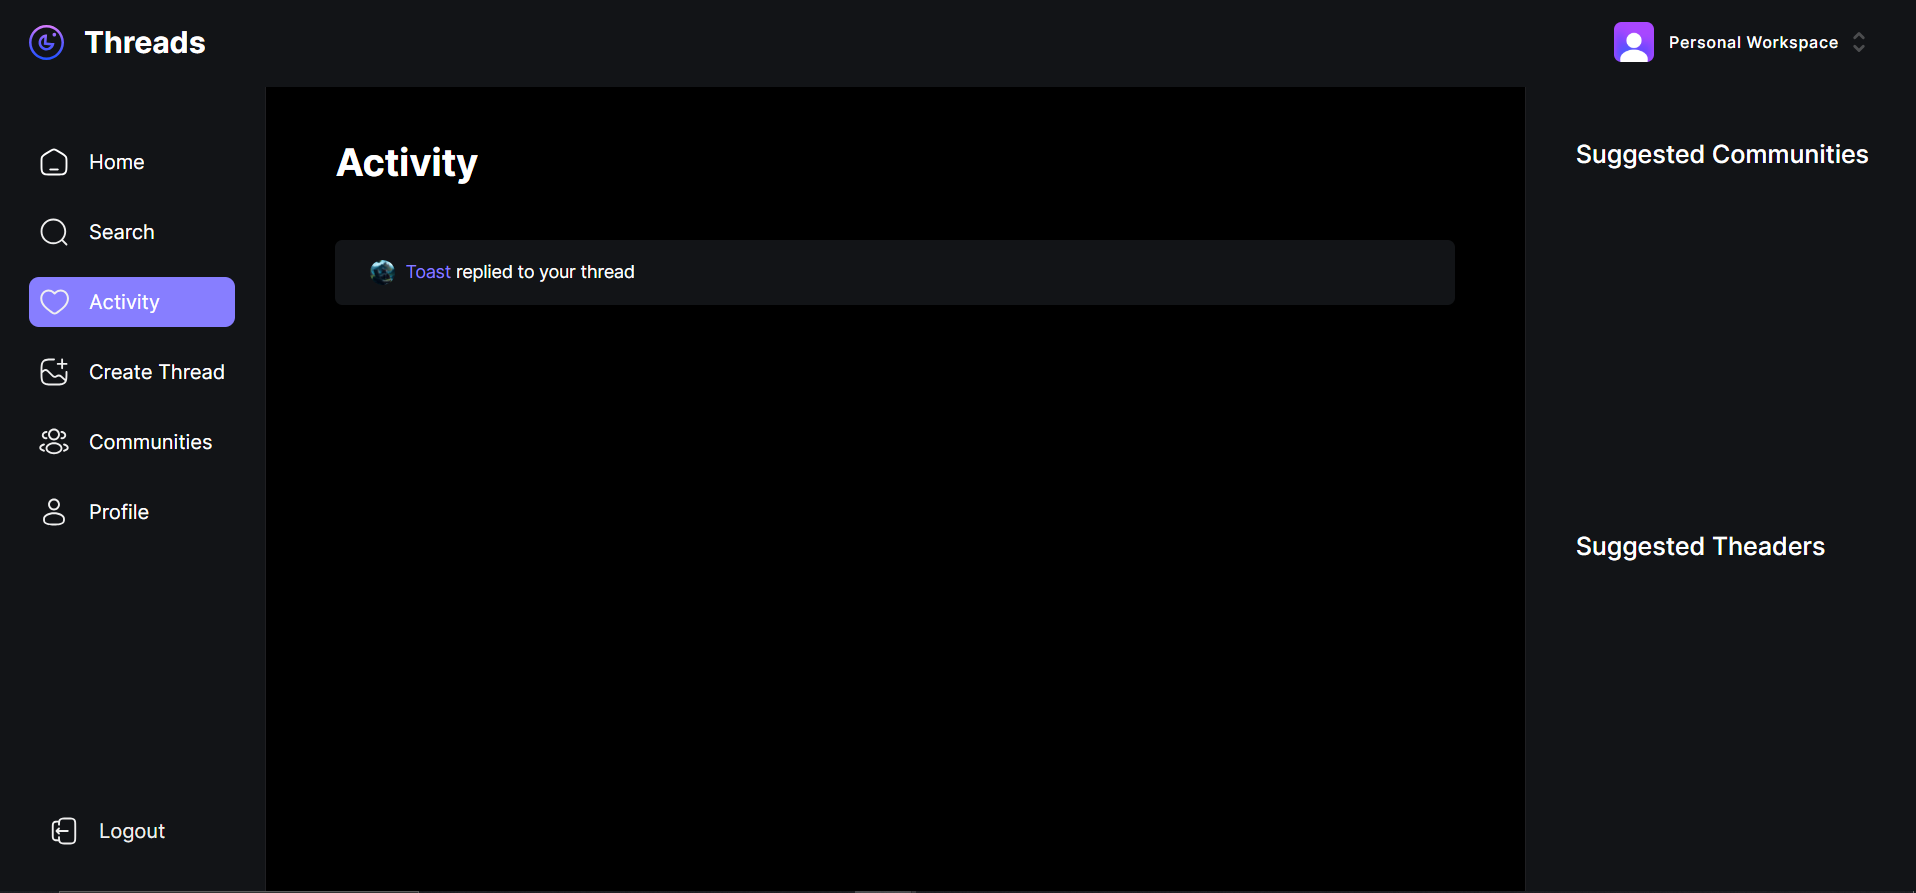 Threads
Personal Workspace
Home
Search
Activity
Create Thread
Communities
Profile
Logout
Activity
Toast replied to your thread
Suggested Communities
Suggested Theaders